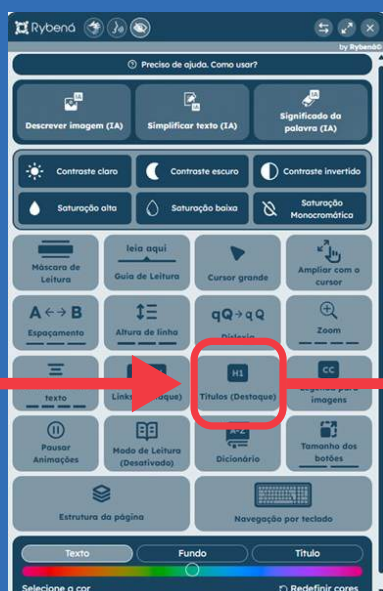 Rybená
by Rybená©
Preciso de ajuda. Como usar?
IA
Descrever imagem (IA)
IA
Simplificar texto (IA)
IA
Significado da
palavra (IA)
Contraste claro
Contraste escuro
Contraste invertido
Saturação alta
Saturação baixa
Saturação
Monocromática
Máscara de
Leitura
leia aqui
Guia de Leitura
Cursor grande
Ampliar com o
cursor
A ↔ B
Espaçamento
Altura de linha
qQ→qQ
Dislexia
Zoom
texto
H1
Títulos (Destaque)
CC
imagens
Pausar
Animações
Modo de Leitura
(Desativado)
A-Z
Dicionário
Tamanho dos
botões
Estrutura da página
Navegação por teclado
Texto
Fundo
Título
Selecione a cor
Redefinir cores